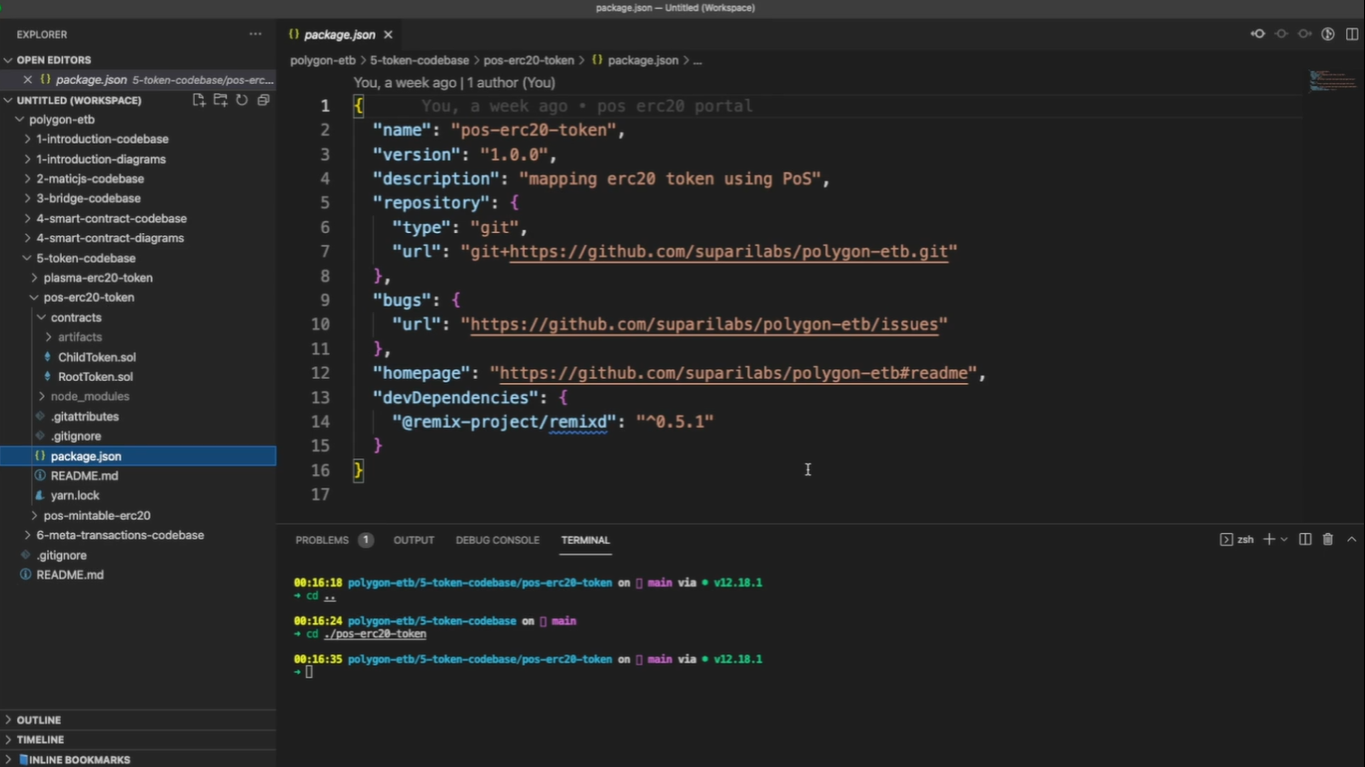 package.json — Untitled (Workspace)
EXPLORER
OPEN EDITORS
package.json 5-token-codebase/pos-erc...
UNTITLED (WORKSPACE)
polygon-etb
1-introduction-codebase
1-introduction-diagrams
2-maticjs-codebase
3-bridge-codebase
4-smart-contract-codebase
4-smart-contract-diagrams
5-token-codebase
plasma-erc20-token
pos-erc20-token
contracts
artifacts
ChildToken.sol
RootToken.sol
node_modules
.gitattributes
.gitignore
package.json
README.md
yarn.lock
pos-mintable-erc20
6-meta-transactions-codebase
.gitignore
README.md
OUTLINE
TIMELINE
INLINE BOOKMARKS
{} package.json
polygon-etb > 5-token-codebase > pos-erc20-token > {} package.json > ...
You, a week ago | 1 author (You)
1 { You, a week ago • pos erc20 portal
2 "name": "pos-erc20-token",
3 "version": "1.0.0",
4 "description": "mapping erc20 token using PoS",
5 "repository": {
6 "type": "git",
7 "url": "git+https://github.com/suparilabs/polygon-etb.git"
8 },
9 "bugs": {
10 "url": "https://github.com/suparilabs/polygon-etb/issues"
11 },
12 "homepage": "https://github.com/suparilabs/polygon-etb#readme",
13 "devDependencies": {
14 "@remix-project/remixd": "^0.5.1"
15 }
16 }
17
PROBLEMS 1 OUTPUT DEBUG CONSOLE TERMINAL zsh
00:16:18 polygon-etb/5-token-codebase/pos-erc20-token on main via v12.18.1
→ cd ..
00:16:24 polygon-etb/5-token-codebase on main
→ cd ./pos-erc20-token
00:16:35 polygon-etb/5-token-codebase/pos-erc20-token on main via v12.18.1
→